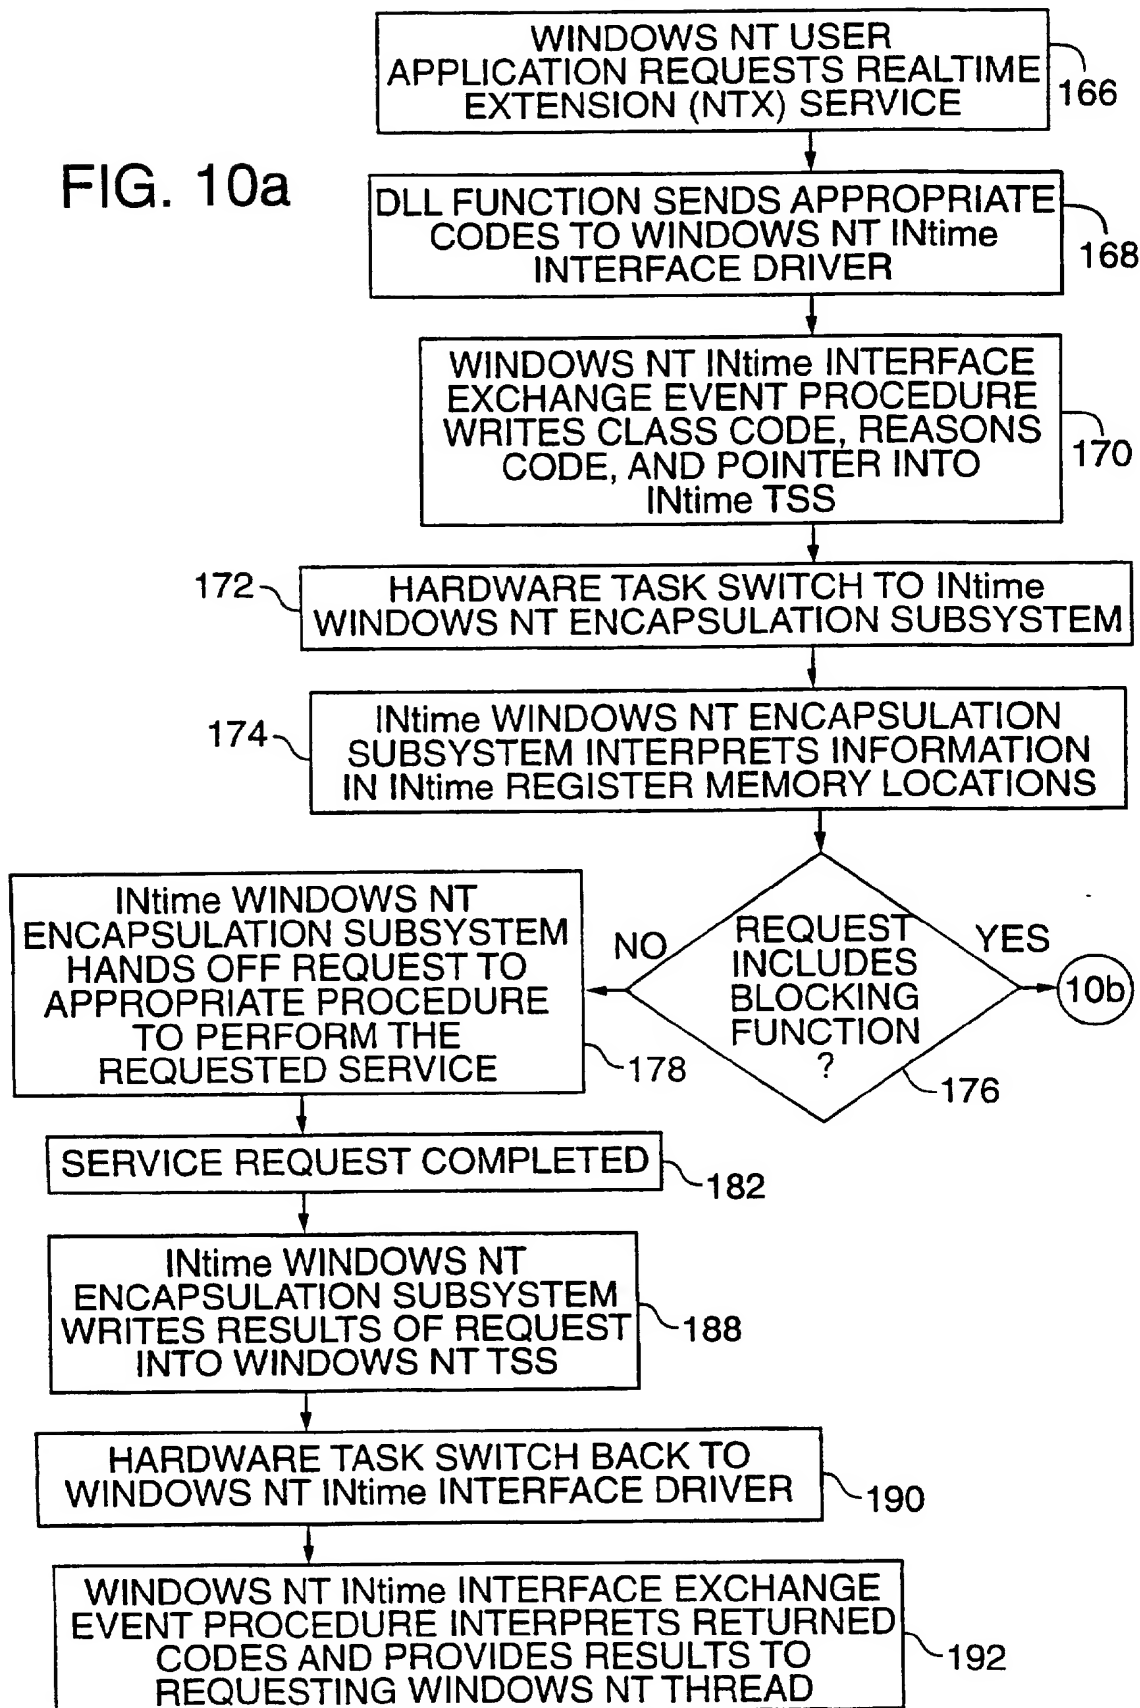 WINDOWS NT USER
APPLICATION REQUESTS REALTIME
EXTENSION (NTX) SERVICE
166
FIG. 10a
DLL FUNCTION SENDS APPROPRIATE
CODES TO WINDOWS NT INtime
INTERFACE DRIVER
168
WINDOWS NT INtime INTERFACE
EXCHANGE EVENT PROCEDURE
WRITES CLASS CODE, REASONS
CODE, AND POINTER INTO
INtime TSS
170
172
HARDWARE TASK SWITCH TO INtime
WINDOWS NT ENCAPSULATION SUBSYSTEM
174
INtime WINDOWS NT ENCAPSULATION
SUBSYSTEM INTERPRETS INFORMATION
IN INtime REGISTER MEMORY LOCATIONS
REQUEST
INCLUDES
BLOCKING
FUNCTION
?
176
YES
10b
NO
INtime WINDOWS NT
ENCAPSULATION SUBSYSTEM
HANDS OFF REQUEST TO
APPROPRIATE PROCEDURE
TO PERFORM THE
REQUESTED SERVICE
178
SERVICE REQUEST COMPLETED
182
INtime WINDOWS NT
ENCAPSULATION SUBSYSTEM
WRITES RESULTS OF REQUEST
INTO WINDOWS NT TSS
188
HARDWARE TASK SWITCH BACK TO
WINDOWS NT INtime INTERFACE DRIVER
190
WINDOWS NT INtime INTERFACE EXCHANGE
EVENT PROCEDURE INTERPRETS RETURNED
CODES AND PROVIDES RESULTS TO
REQUESTING WINDOWS NT THREAD
192